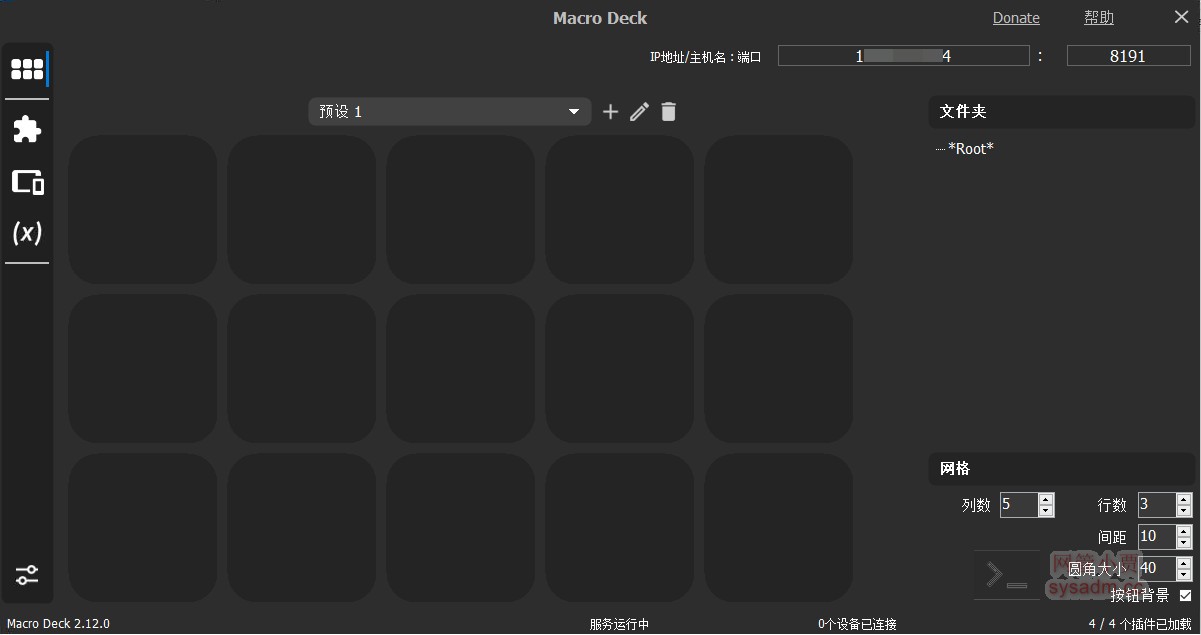 Macro Deck
Donate 帮助
IP地址/主机名 : 端口 1 4 : 8191
预设 1
文件夹
*Root*
(x)
网格
列数 5 行数 3
间距 10
圆角大小 40
sysadm.cc
按钮背景
Macro Deck 2.12.0 服务运行中 0个设备已连接 4 / 4 个插件已加载